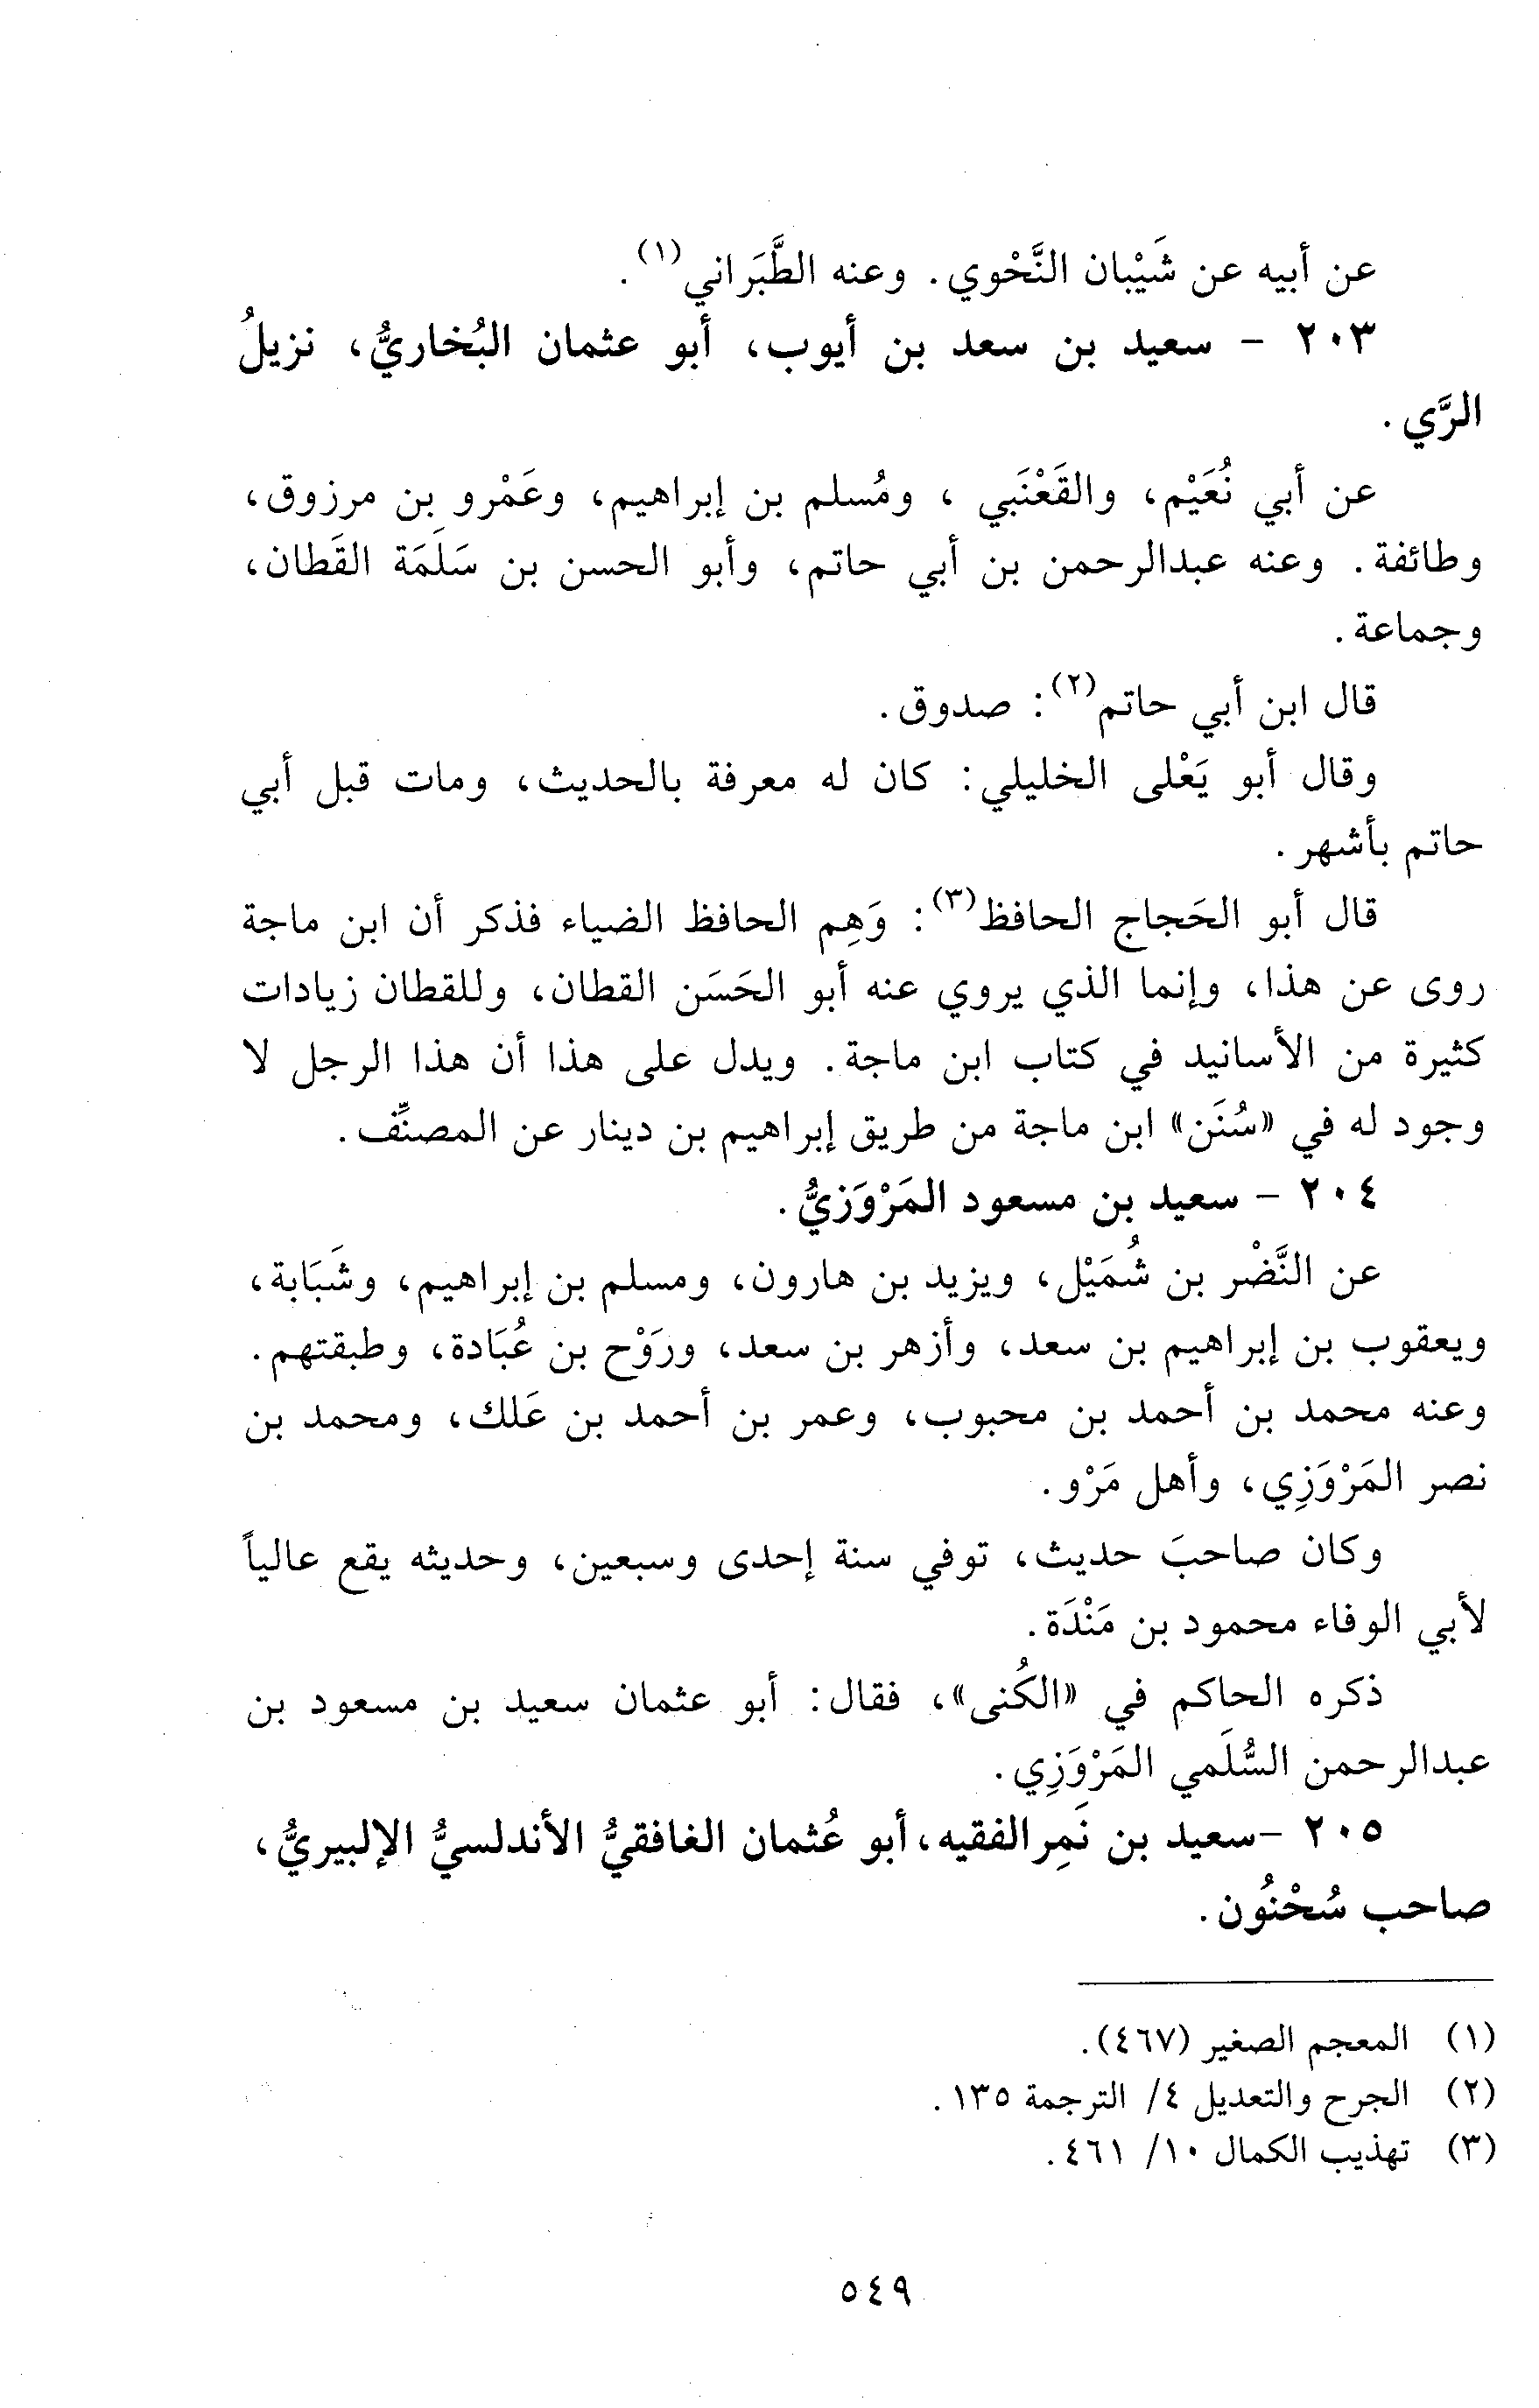 عن أبيه عن شَيْبان النَّحْوي. وعنه الطَّبَراني(١).
٢٠٣ - سعيد بن سعد بن أيوب، أبو عثمان البُخاريُّ، نزيلُ
الرَّي.
عن أبي نُعَيْم، والقَعْنَبي، ومُسلم بن إبراهيم، وعَمْرو بن مرزوق،
وطائفة. وعنه عبدالرحمن بن أبي حاتم، وأبو الحسن بن سَلَمَة القَطان،
وجماعة.
قال ابن أبي حاتم(٢): صدوق.
وقال أبو يَعْلى الخليلي: كان له معرفة بالحديث، ومات قبل أبي
حاتم بأشهر.
قال أبو الحَجاج الحافظ(٣): وَهِم الحافظ الضياء فذكر أن ابن ماجة
روى عن هذا، وإنما الذي يروي عنه أبو الحَسَن القطان، وللقطان زيادات
كثيرة من الأسانيد في كتاب ابن ماجة. ويدل على هذا أن هذا الرجل لا
وجود له في «سُنَن» ابن ماجة من طريق إبراهيم بن دينار عن المصنِّف.
٢٠٤ - سعيد بن مسعود المَرْوَزيُّ.
عن النَّضْر بن شُمَيْل، ويزيد بن هارون، ومسلم بن إبراهيم، وشَبَابة،
ويعقوب بن إبراهيم بن سعد، وأزهر بن سعد، ورَوْح بن عُبَادة، وطبقتهم.
وعنه محمد بن أحمد بن محبوب، وعمر بن أحمد بن عَلك، ومحمد بن
نصر المَرْوَزِي، وأهل مَرْو.
وكان صاحبَ حديث، توفي سنة إحدى وسبعين، وحديثه يقع عالياً
لأبي الوفاء محمود بن مَنْدَة.
ذكره الحاكم في «الكُنى»، فقال: أبو عثمان سعيد بن مسعود بن
عبدالرحمن السُّلَمي المَرْوَزِي.
٢٠٥ -سعيد بن نَمِر الفقيه، أبو عُثمان الغافقيُّ الأندلسيُّ الإلبيريُّ،
صاحب سُحْنُون.
(١) المعجم الصغير (٤٦٧).
(٢) الجرح والتعديل ٤/ الترجمة ١٣٥.
(٣) تهذيب الكمال ١٠/ ٤٦١.
٥٤٩